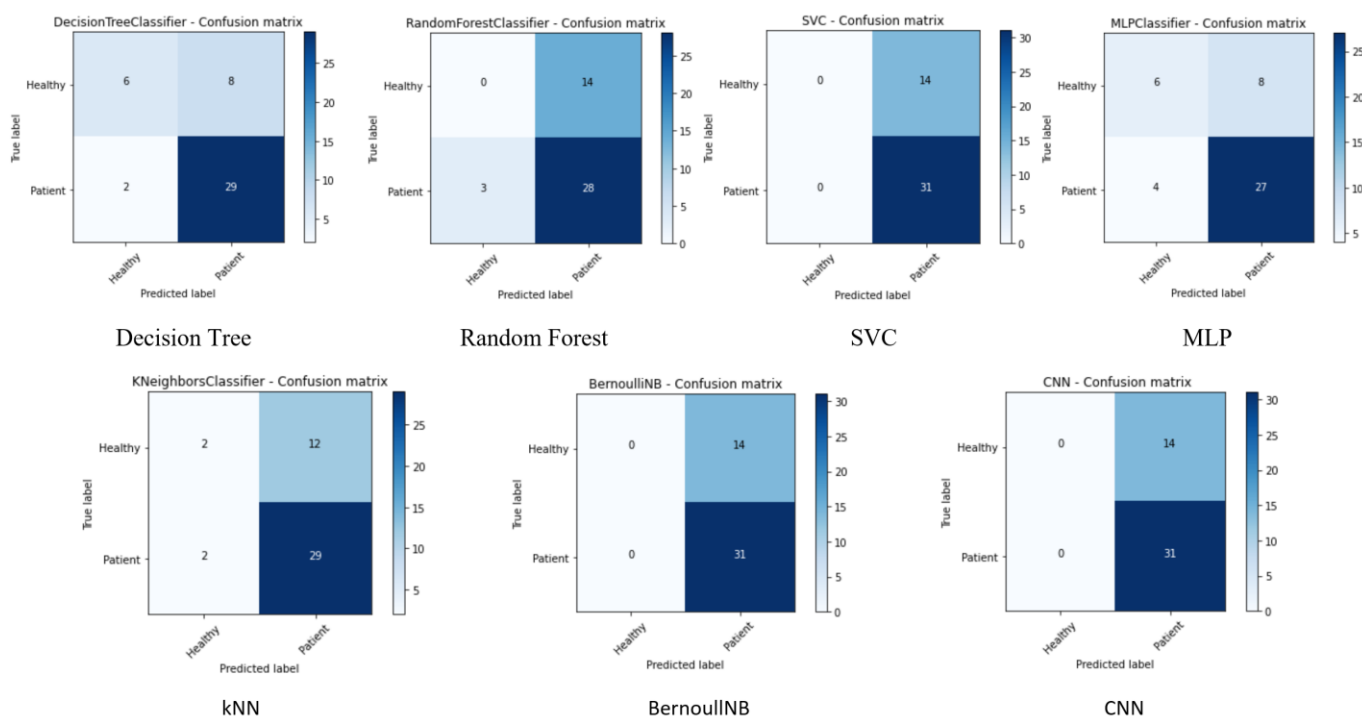 DecisionTreeClassifier - Confusion matrix
Healthy
Patient
True label
6
8
2
29
Healthy
Patient
Predicted label
25
20
15
10
5
RandomForestClassifier - Confusion matrix
Healthy
Patient
True label
0
14
3
28
Healthy
Patient
Predicted label
25
20
15
10
5
0
SVC - Confusion matrix
Healthy
Patient
True label
0
14
0
31
Healthy
Patient
Predicted label
30
25
20
15
10
5
0
MLPClassifier - Confusion matrix
Healthy
Patient
True label
6
8
4
27
Healthy
Patient
Predicted label
25
20
15
10
5
Decision Tree
Random Forest
SVC
MLP
KNeighborsClassifier - Confusion matrix
Healthy
Patient
True label
2
12
2
29
Healthy
Patient
Predicted label
25
20
15
10
5
BernoulliNB - Confusion matrix
Healthy
Patient
True label
0
14
0
31
Healthy
Patient
Predicted label
30
25
20
15
10
5
0
CNN - Confusion matrix
Healthy
Patient
True label
0
14
0
31
Healthy
Patient
Predicted label
30
25
20
15
10
5
0
kNN
BernoullNB
CNN